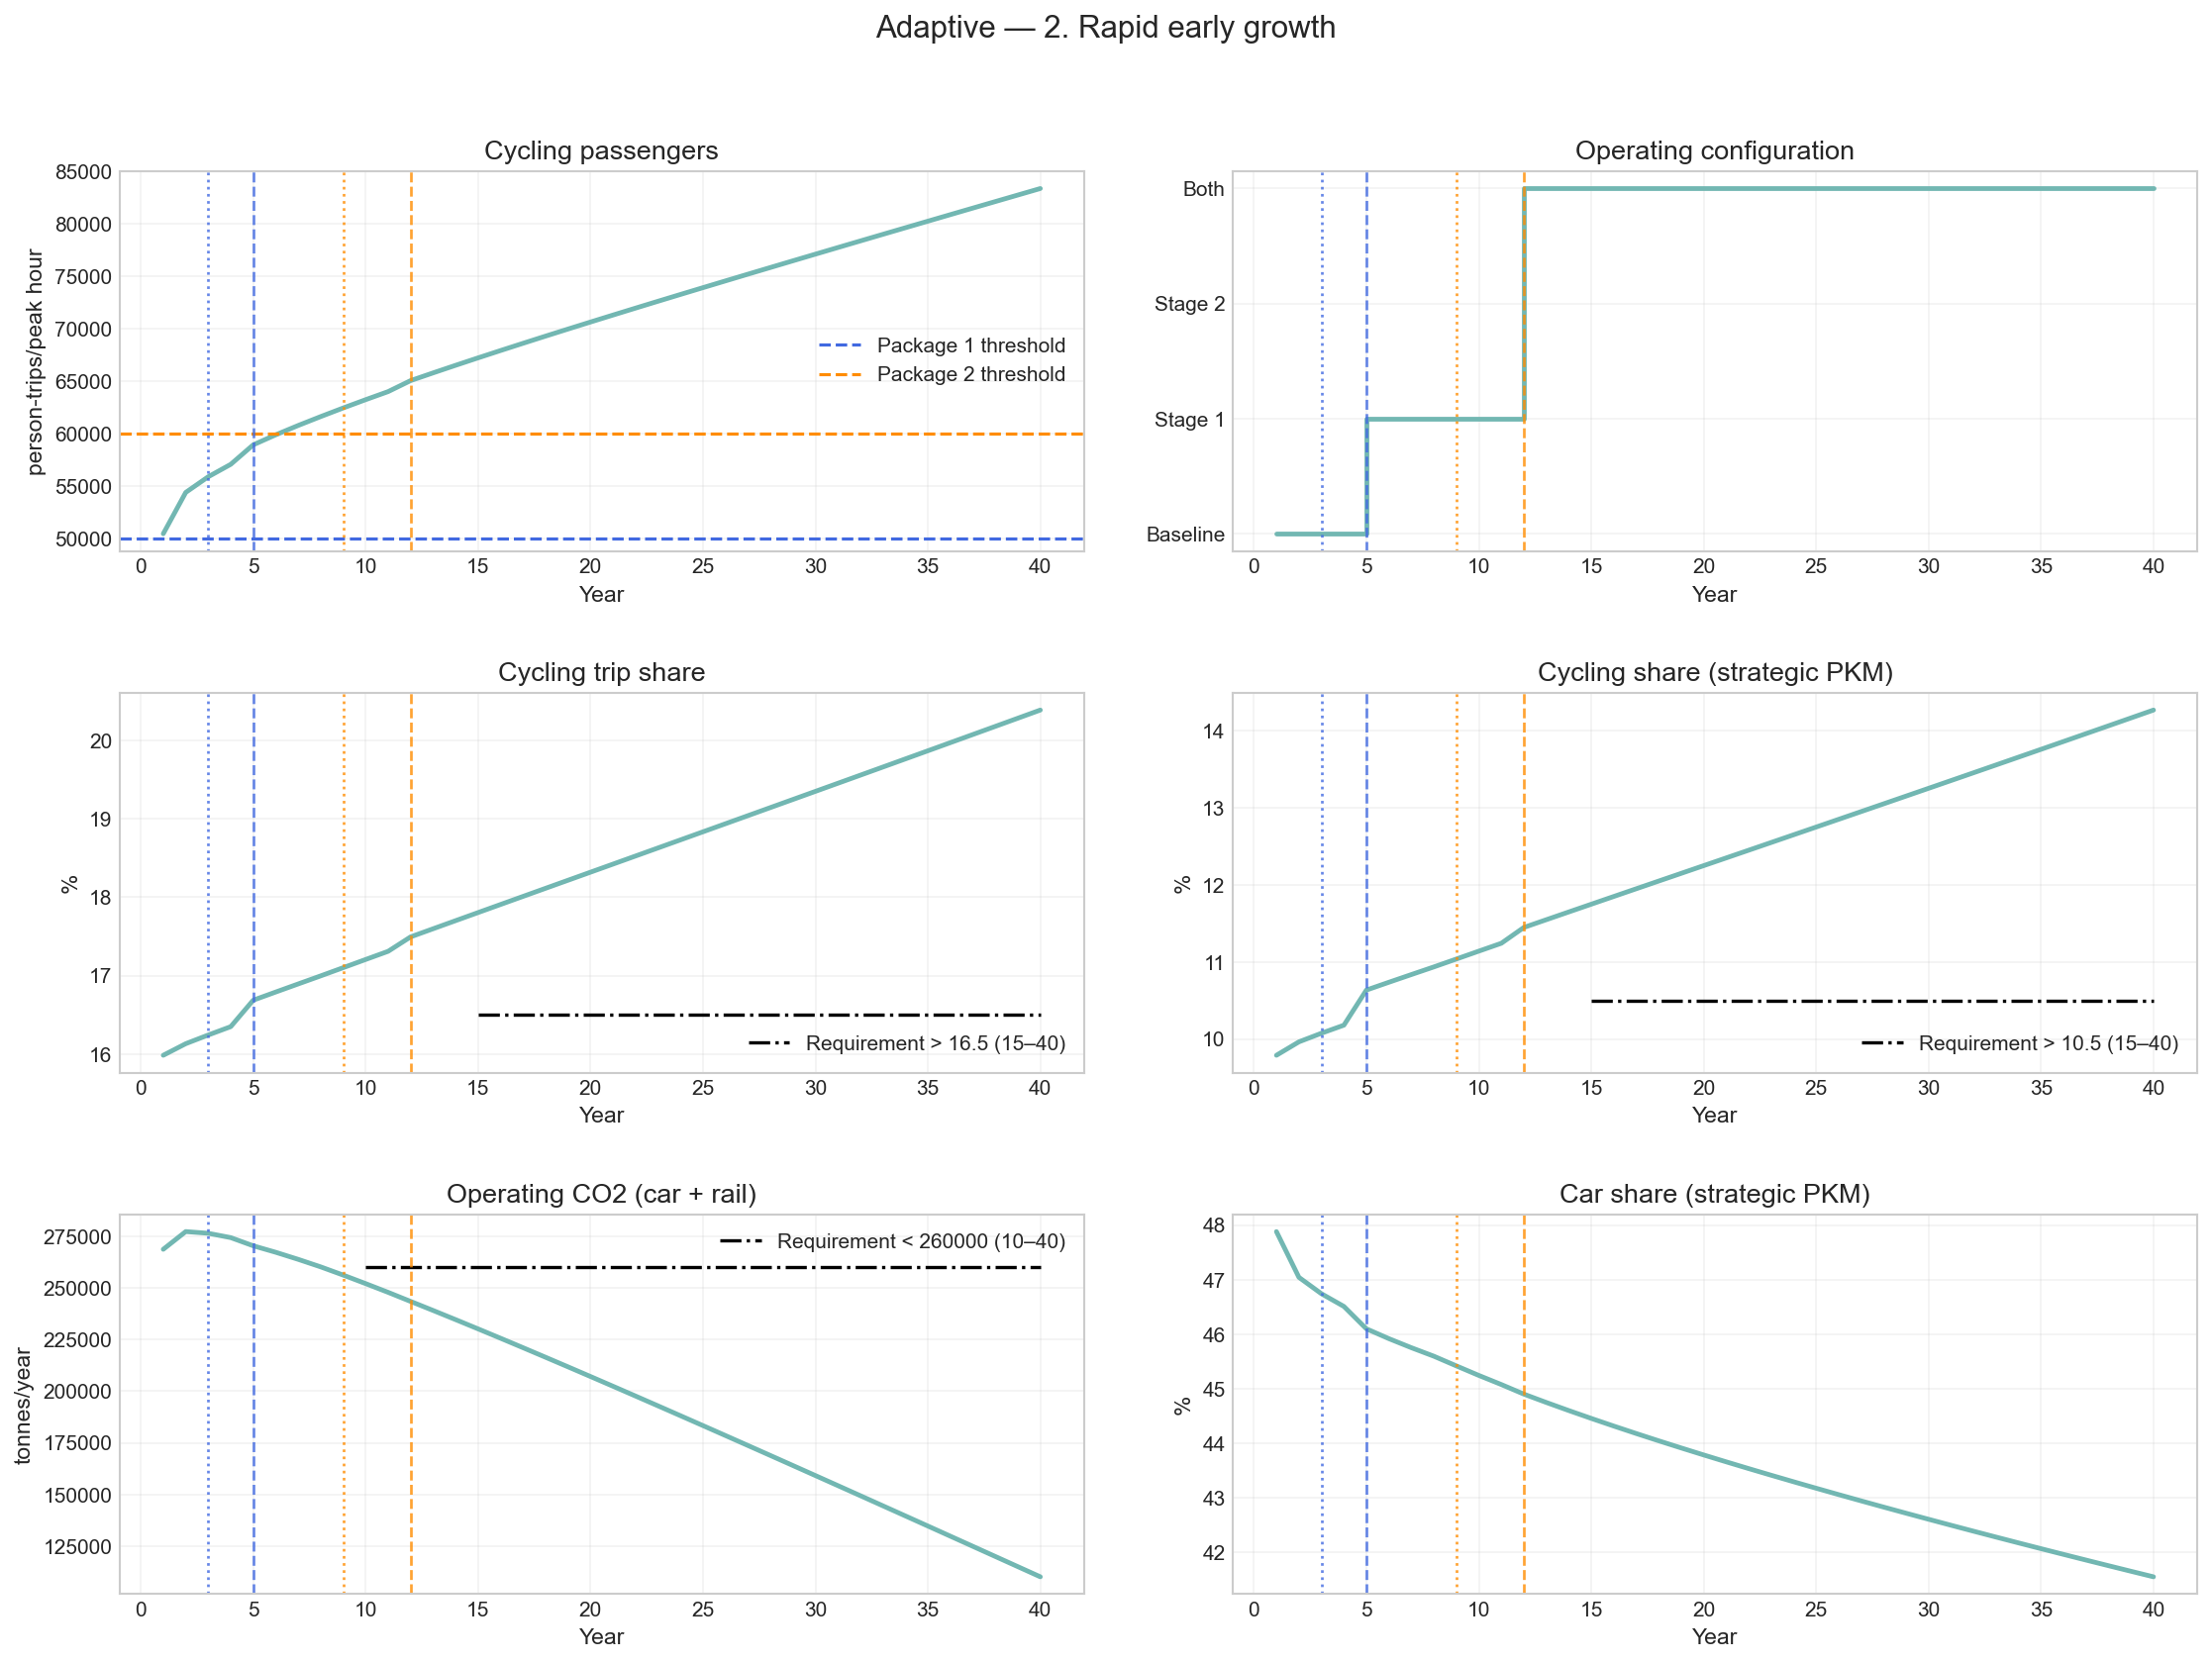 Adaptive — 2. Rapid early growth
Cycling passengers
person-trips/peak hour
85000
80000
75000
70000
65000
60000
55000
50000
Package 1 threshold
Package 2 threshold
0 5 10 15 20 25 30 35 40
Year
Operating configuration
Both
Stage 2
Stage 1
Baseline
0 5 10 15 20 25 30 35 40
Year
Cycling trip share
%
20
19
18
17
16
Requirement > 16.5 (15–40)
0 5 10 15 20 25 30 35 40
Year
Cycling share (strategic PKM)
%
14
13
12
11
10
Requirement > 10.5 (15–40)
0 5 10 15 20 25 30 35 40
Year
Operating CO2 (car + rail)
tonnes/year
275000
250000
225000
200000
175000
150000
125000
Requirement < 260000 (10–40)
0 5 10 15 20 25 30 35 40
Year
Car share (strategic PKM)
%
48
47
46
45
44
43
42
0 5 10 15 20 25 30 35 40
Year